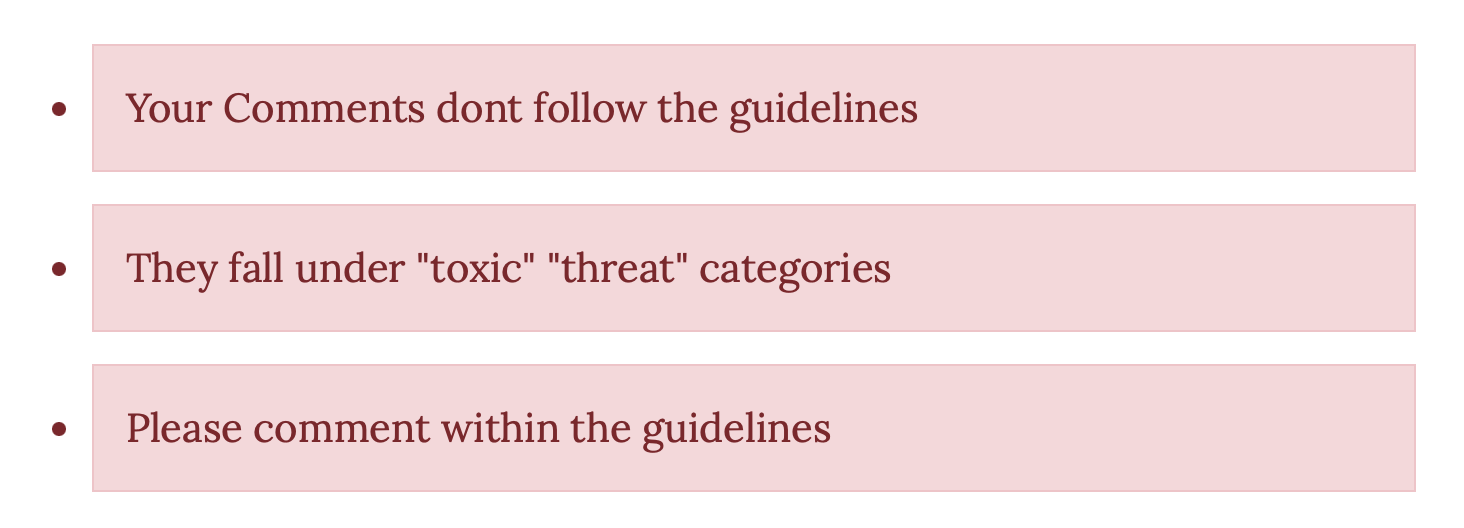 Your Comments dont follow the guidelines
They fall under "toxic" "threat" categories
Please comment within the guidelines